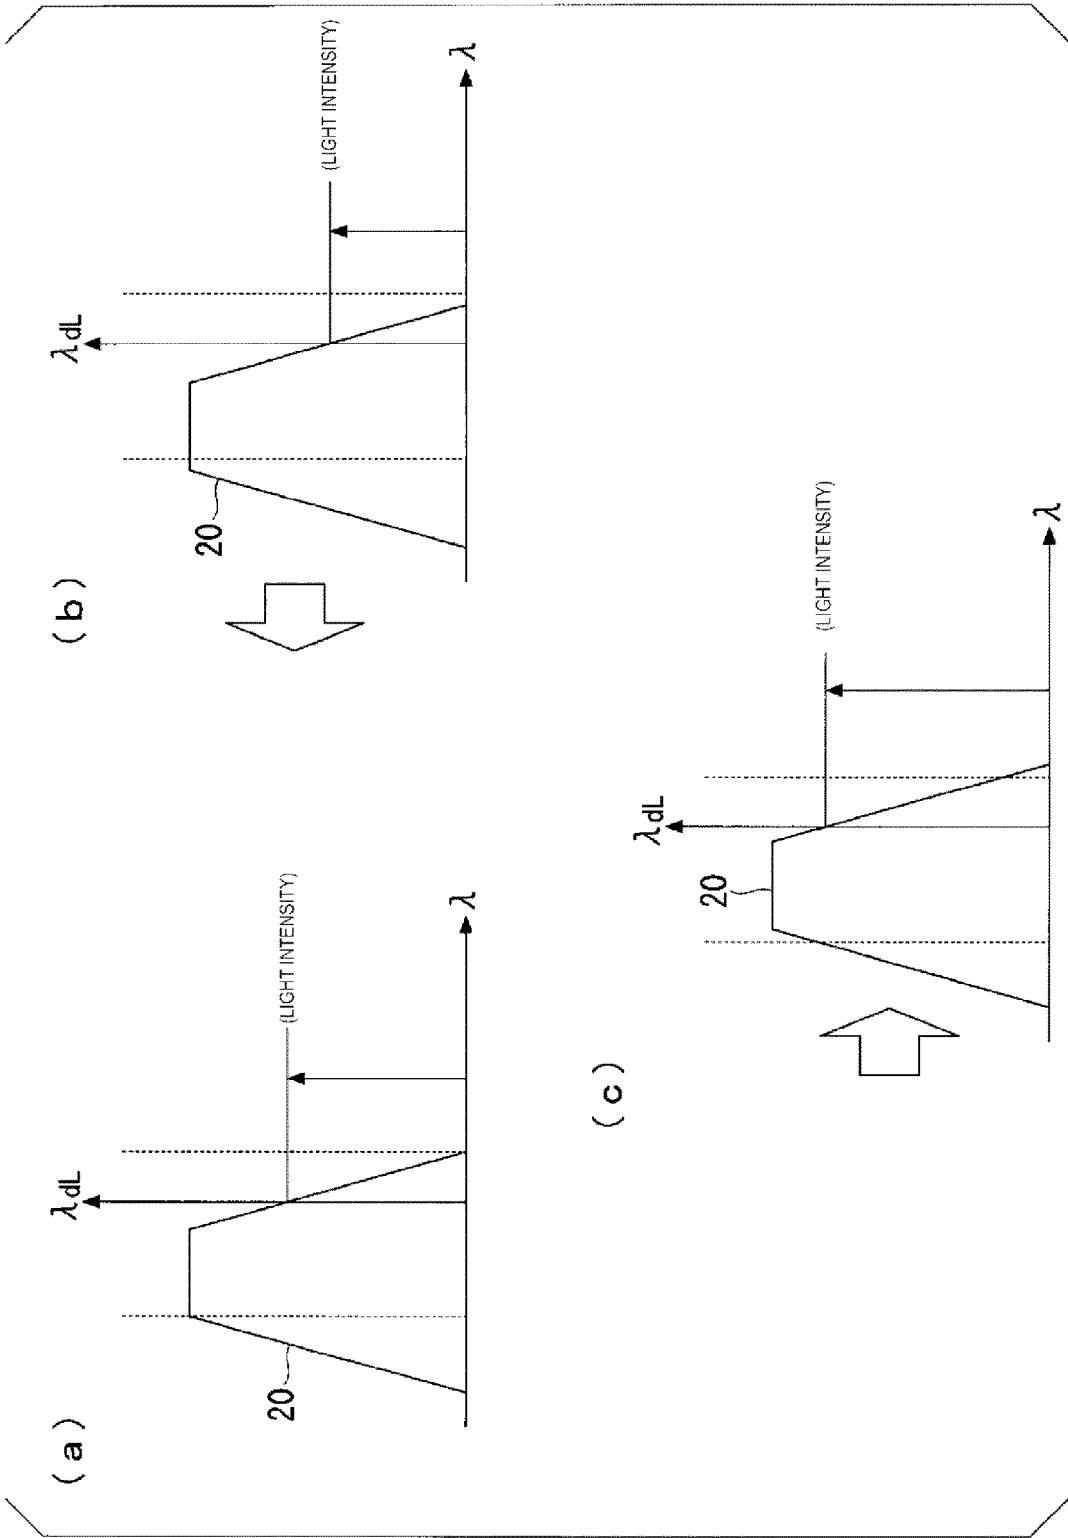 (a)
λdL
20
(LIGHT INTENSITY)
λ
(b)
λdL
20
(LIGHT INTENSITY)
λ
(c)
λdL
20
(LIGHT INTENSITY)
λ